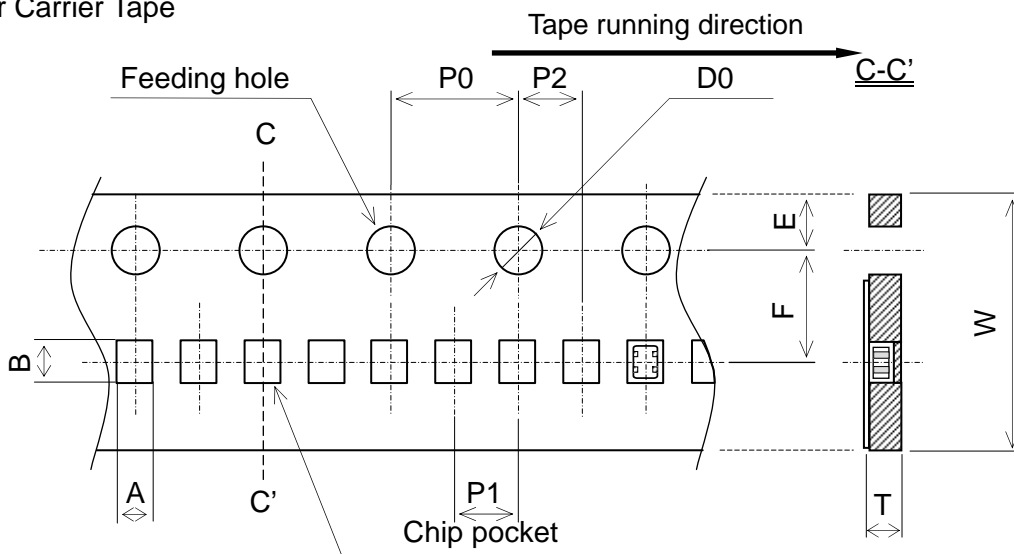 r Carrier Tape
Tape running direction
Feeding hole
P0
P2
D0
C-C’
C
E
F
W
B
A
C’
P1
T
Chip pocket